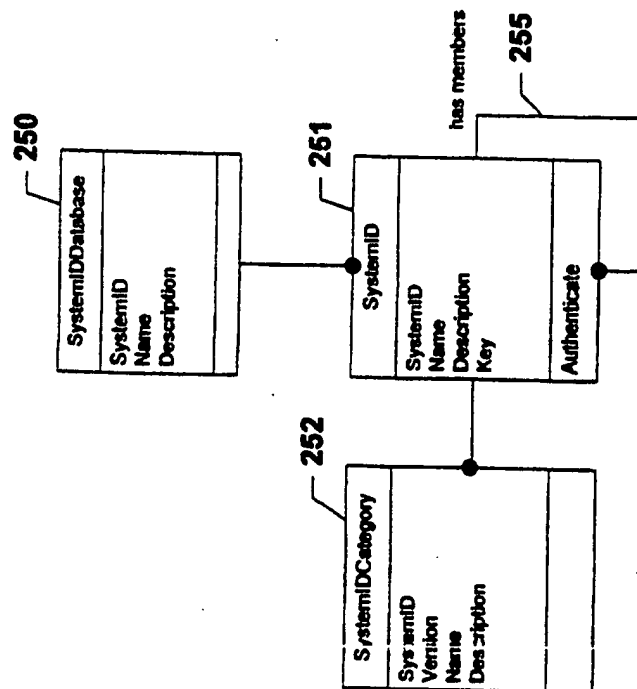 250
SystemIDDatabase
SystemID
Name
Description
251
SystemID
SystemID
Name
Description
Key
Authenticate
has members
255
252
SystemIDCategory
SystemID
Version
Name
Description